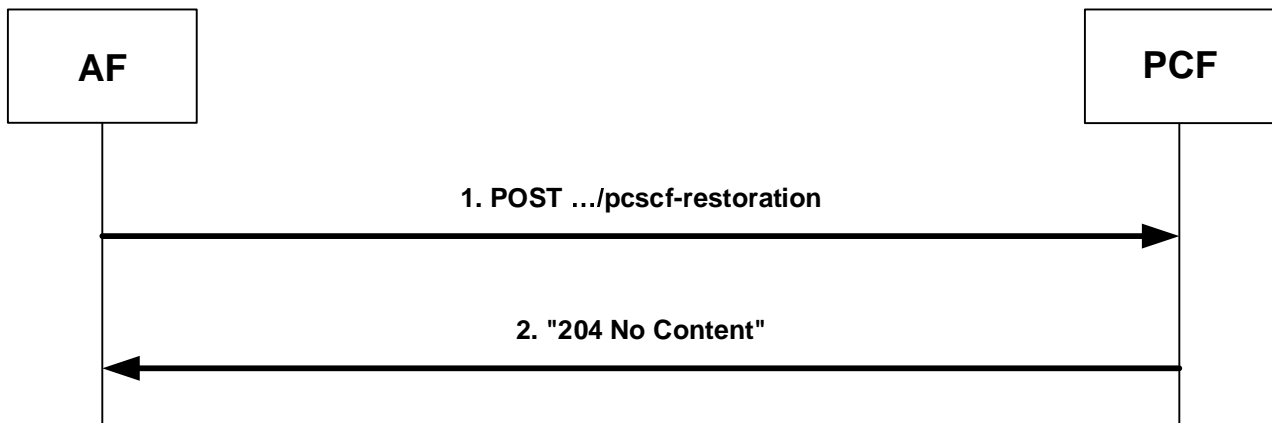 AF
PCF
1. POST …/pcscf-restoration
2. "204 No Content"